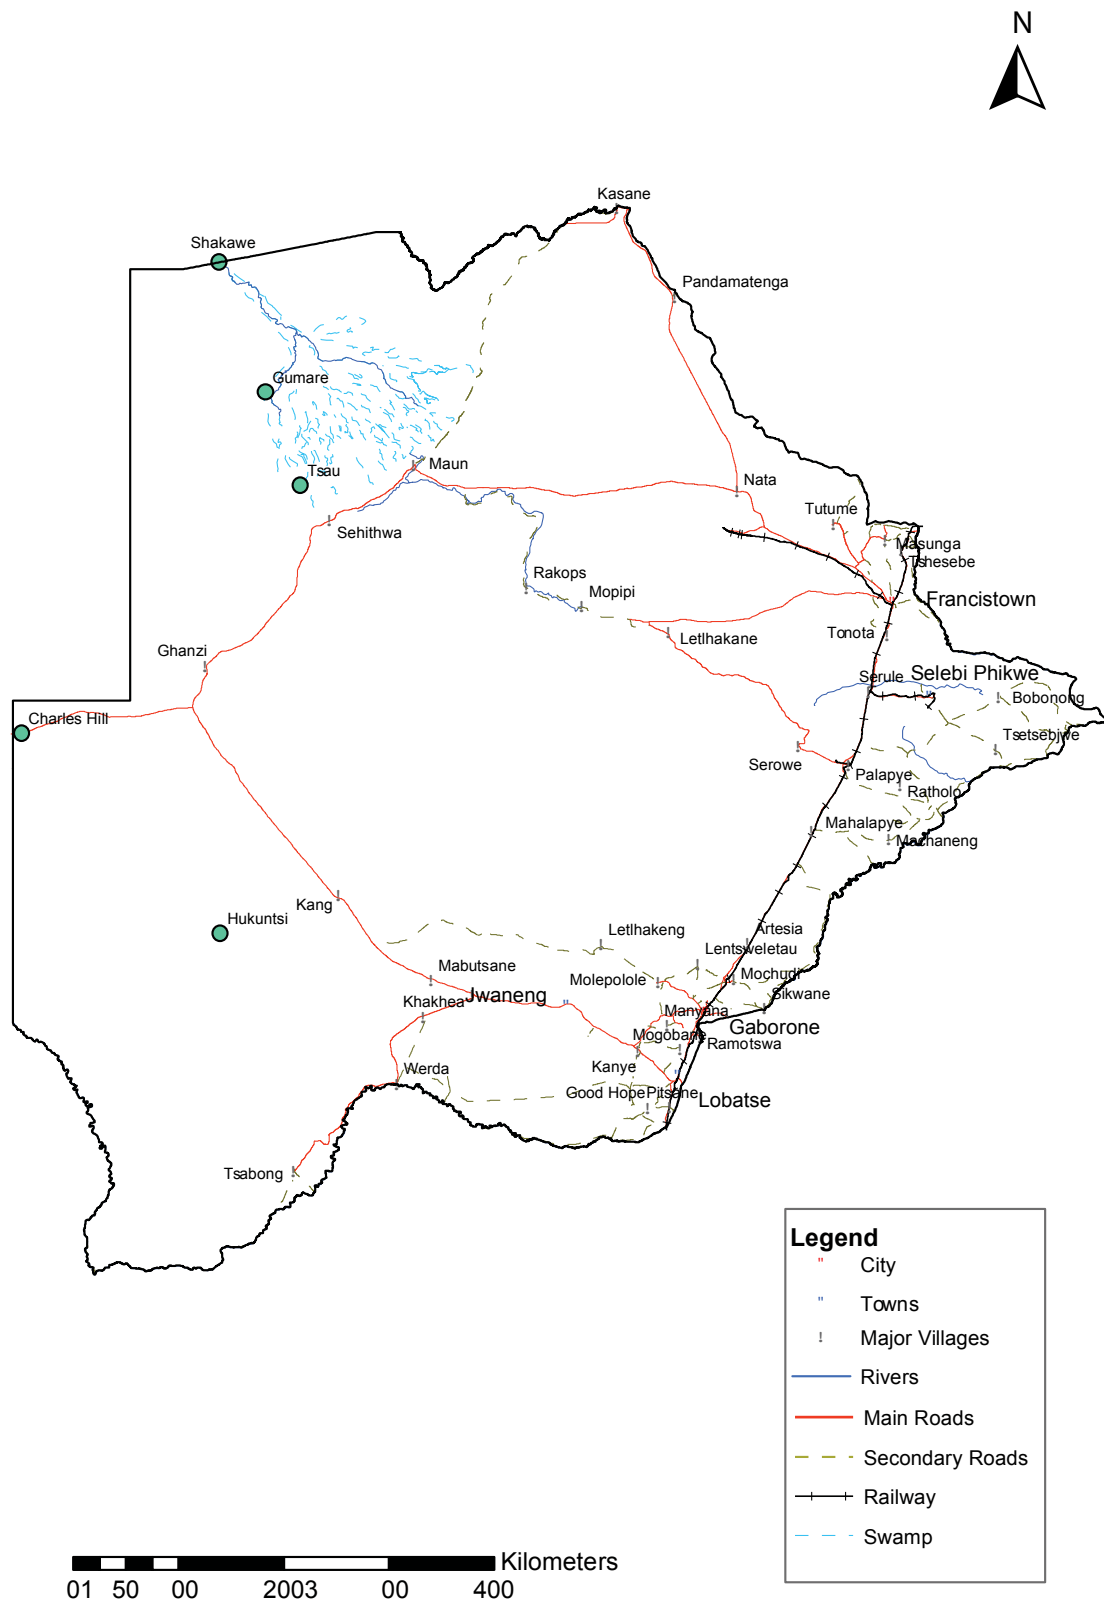 N
Kasane
Shakawe
Pandamatenga
Gumare
Maun
Tsau
Nata
Tutume
Sehithwa
Masunga
Tshesebe
Rakops
Mopipi
Francistown
Letlhakane
Tonota
Ghanzi
Serule
Selebi Phikwe
Bobonong
Charles Hill
Tsetsebjwe
Serowe
Palapye
Ratholo
Mahalapye
Machaneng
Kang
Hukuntsi
Letlhakeng
Artesia
Lentsweletau
Mabutsane
Molepolole
Mochudi
Jwaneng
Sikwane
Khakhea
Manyana
Gaborone
Mogobane
Ramotswa
Kanye
Werda
Good Hope
Pitsane
Lobatse
Tsabong
Legend
" City
" Towns
! Major Villages
Rivers
Main Roads
Secondary Roads
Railway
Swamp
Kilometers
01 50 00 2003 00 400